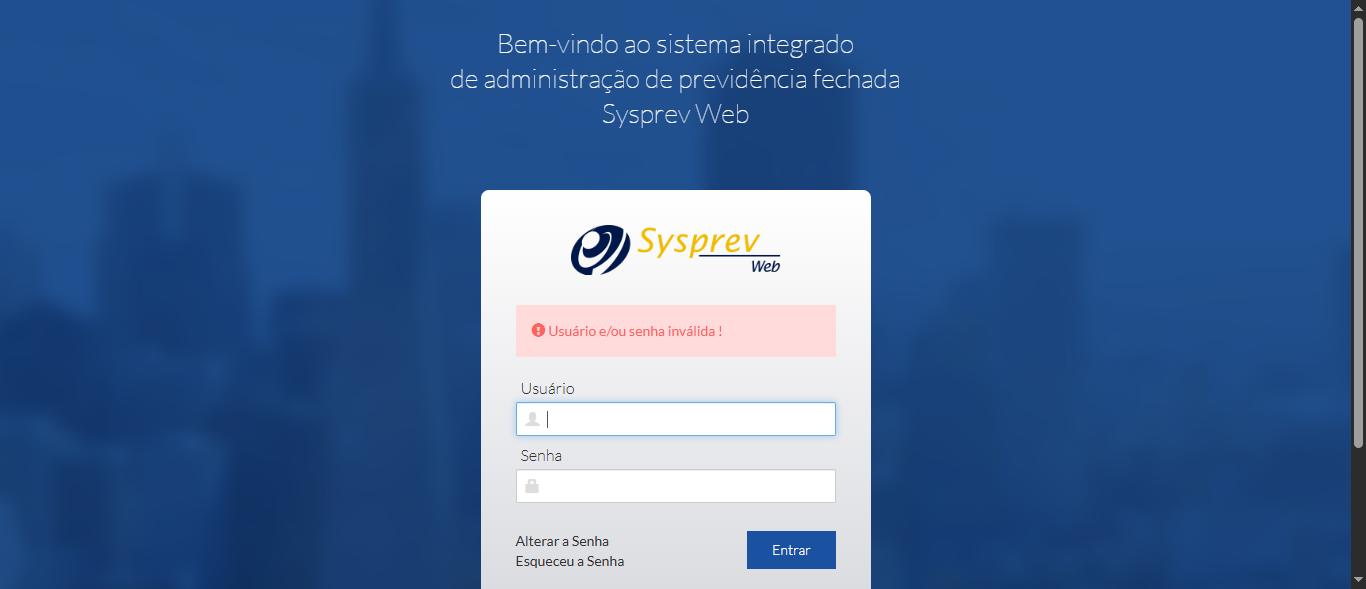 Bem-vindo ao sistema integrado
de administração de previdência fechada
Sysprev Web
Sysprev
Web
Usuário e/ou senha inválida !
Usuário
Senha
Alterar a Senha
Esqueceu a Senha
Entrar